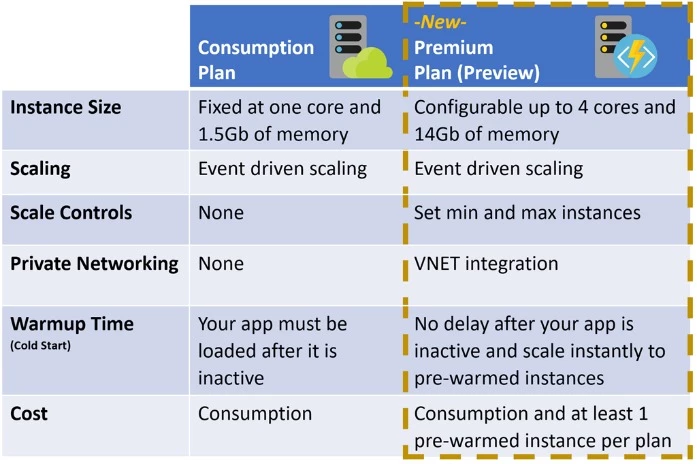 Consumption
Plan
-New-
Premium
Plan (Preview)
Instance Size
Fixed at one core and
1.5Gb of memory
Configurable up to 4 cores and
14Gb of memory
Scaling
Event driven scaling
Event driven scaling
Scale Controls
None
Set min and max instances
Private Networking
None
VNET integration
Warmup Time
(Cold Start)
Your app must be
loaded after it is
inactive
No delay after your app is
inactive and scale instantly to
pre-warmed instances
Cost
Consumption
Consumption and at least 1
pre-warmed instance per plan